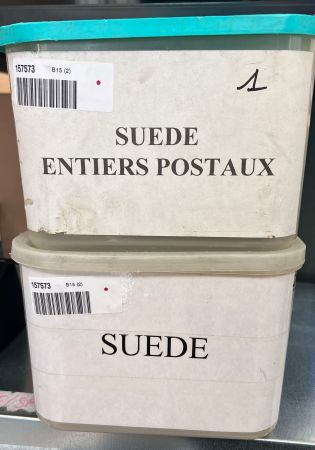 157573 B15 (2)
1
SUEDE
ENTIERS POSTAUX
157573 B15 (2)
SUEDE